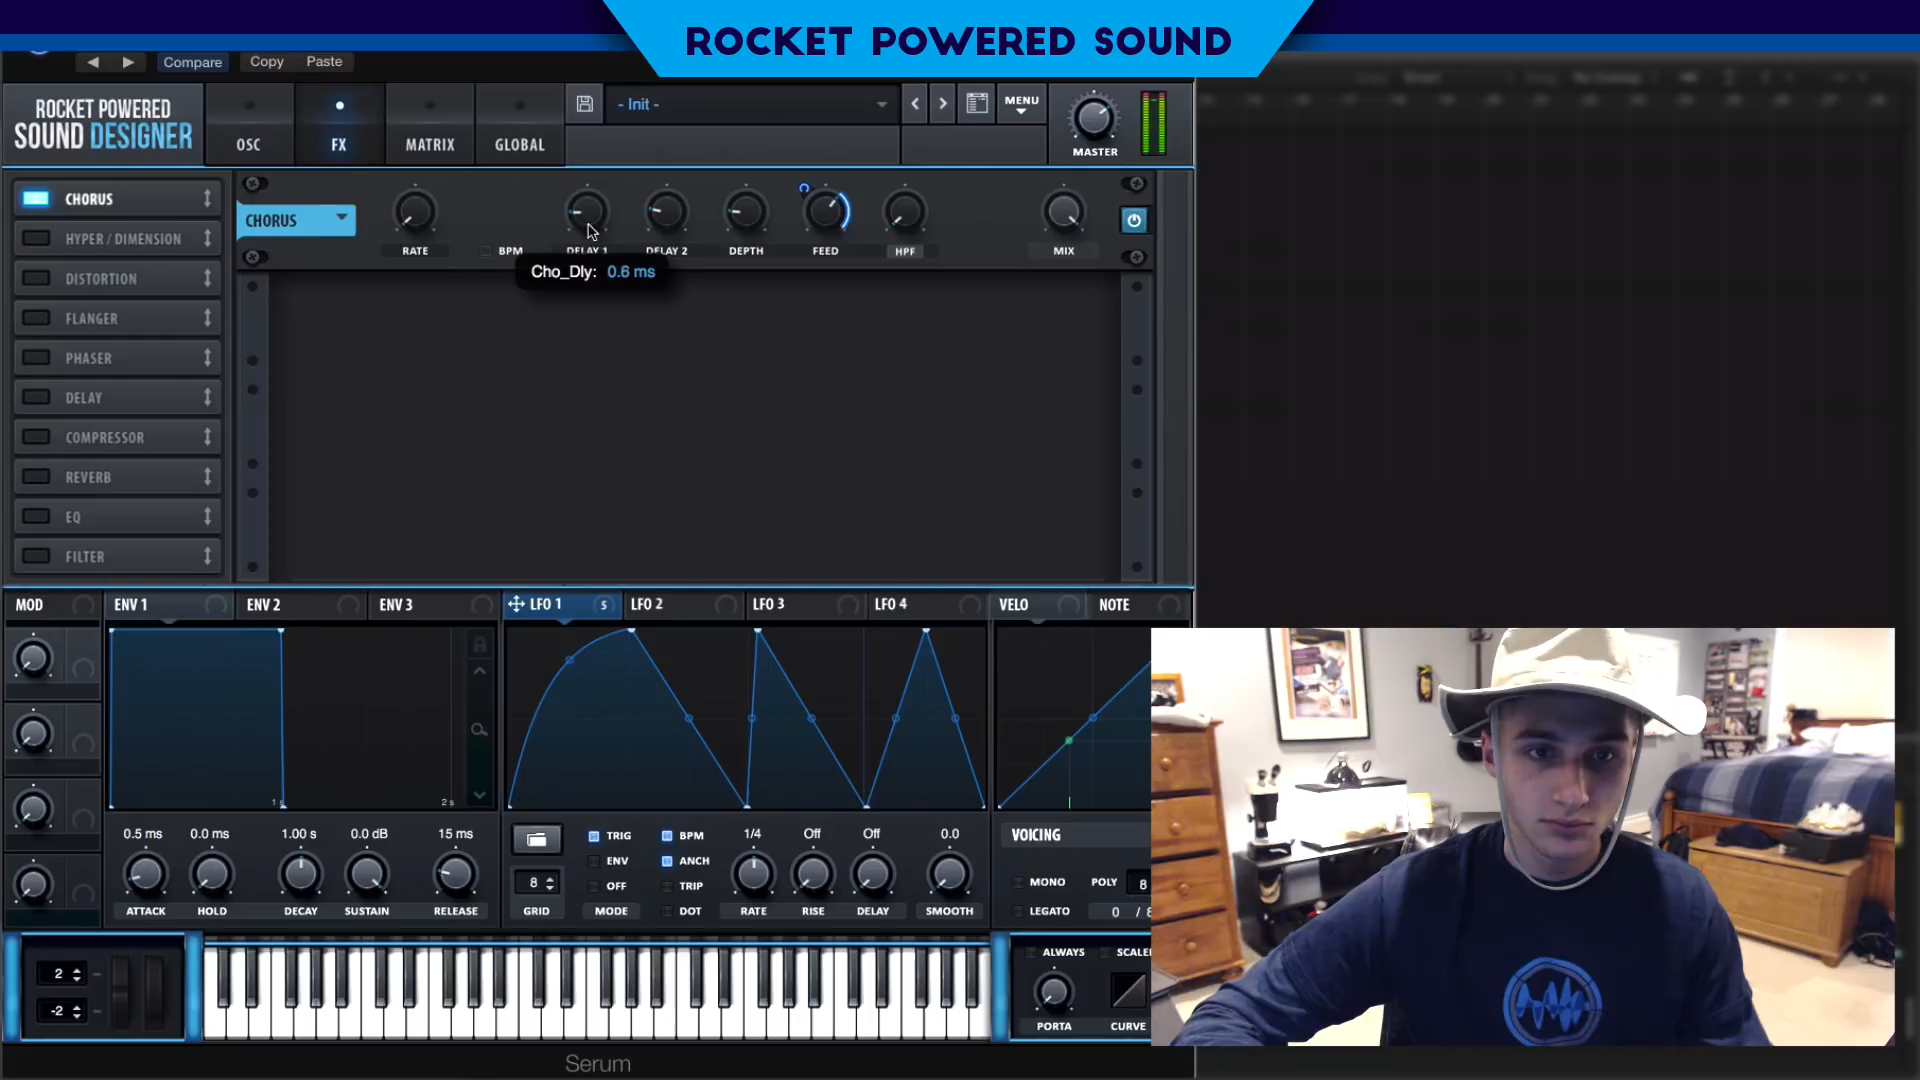 ROCKET POWERED SOUND
Compare Copy Paste
ROCKET POWERED
SOUND DESIGNER
OSC FX MATRIX GLOBAL
- Init -
MENU
MASTER
CHORUS
HYPER / DIMENSION
DISTORTION
FLANGER
PHASER
DELAY
COMPRESSOR
REVERB
EQ
FILTER
CHORUS
RATE BPM DELAY 1 DELAY 2 DEPTH FEED HPF MIX
Cho_Dly: 0.6 ms
MOD ENV 1 ENV 2 ENV 3 LFO 1 5 LFO 2 LFO 3 LFO 4 VELO NOTE
1 s 2 s
0.5 ms 0.0 ms 1.00 s 0.0 dB 15 ms
ATTACK HOLD DECAY SUSTAIN RELEASE
TRIG BPM 1/4 Off Off 0.0
ENV ANCH
8 OFF TRIP
GRID MODE DOT RATE RISE DELAY SMOOTH
VOICING
MONO POLY 8
LEGATO 0 / 8
2
-2
ALWAYS SCALE
PORTA CURVE
Serum